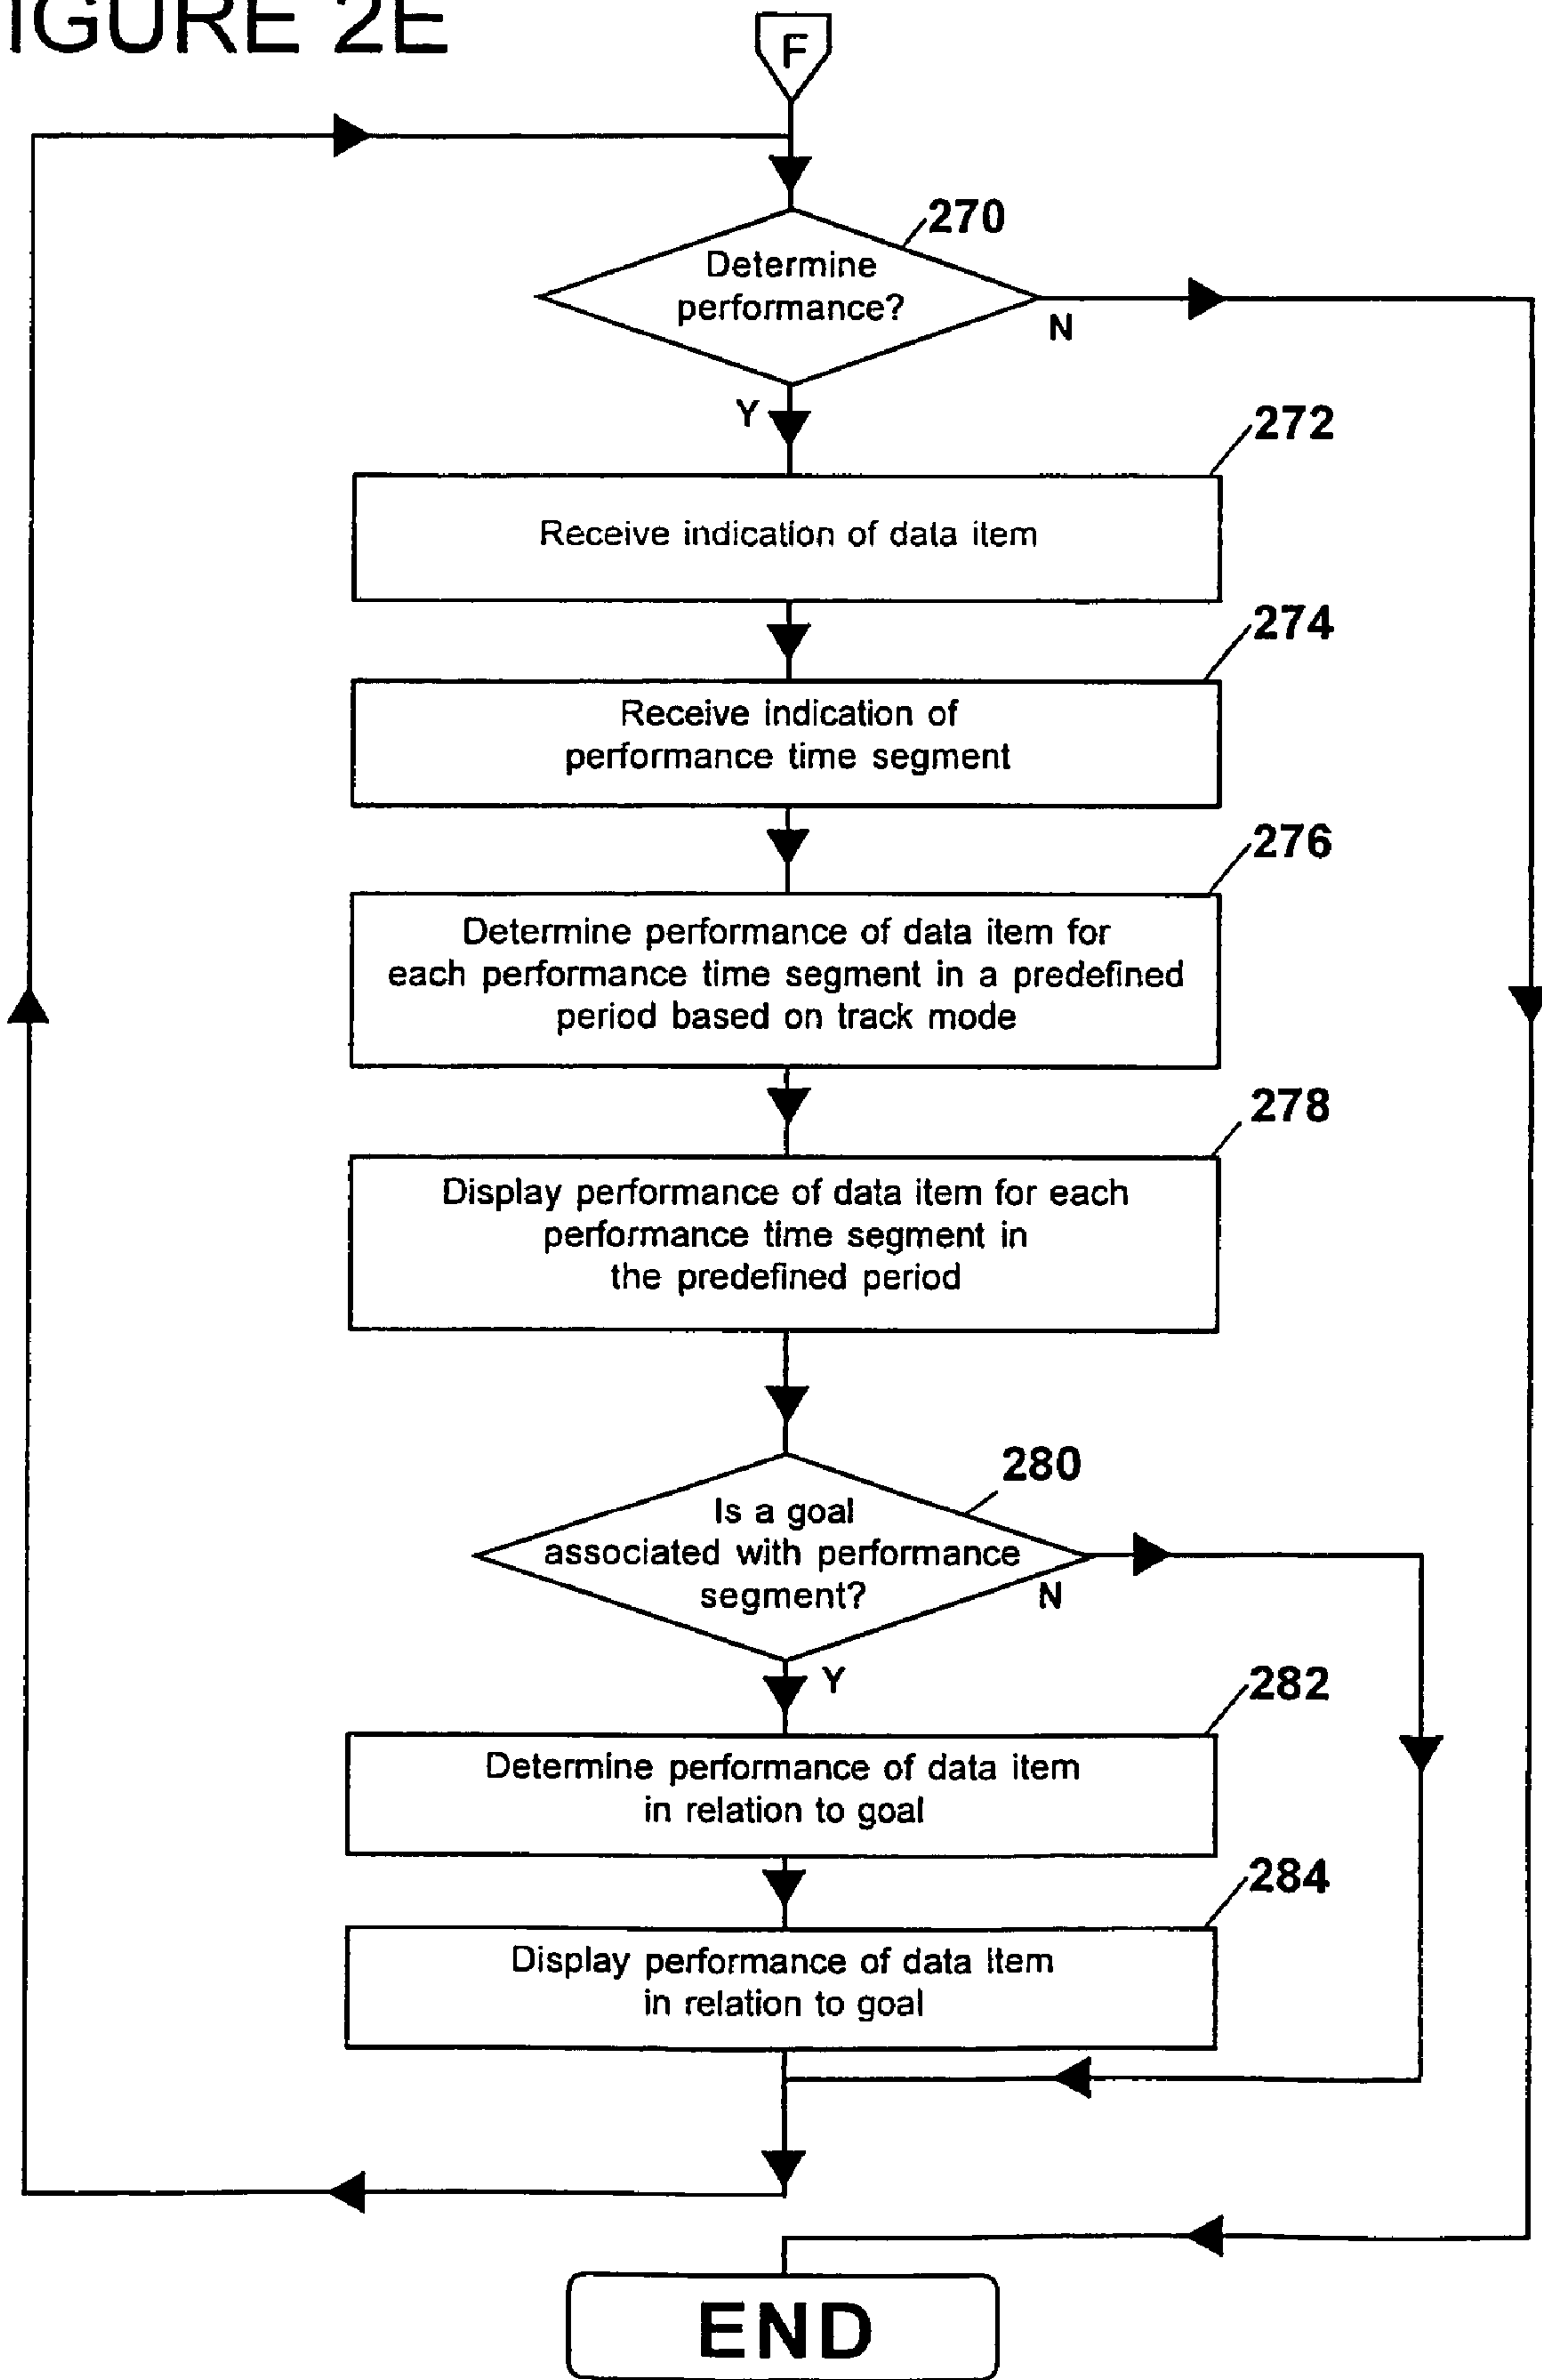 IGURE 2E
F
270
Determine
performance?
N
Y
272
Receive indication of data item
274
Receive indication of
performance time segment
276
Determine performance of data item for
each performance time segment in a predefined
period based on track mode
278
Display performance of data item for each
performance time segment in
the predefined period
280
Is a goal
associated with performance
segment?
N
Y
282
Determine performance of data item
in relation to goal
284
Display performance of data item
in relation to goal
END